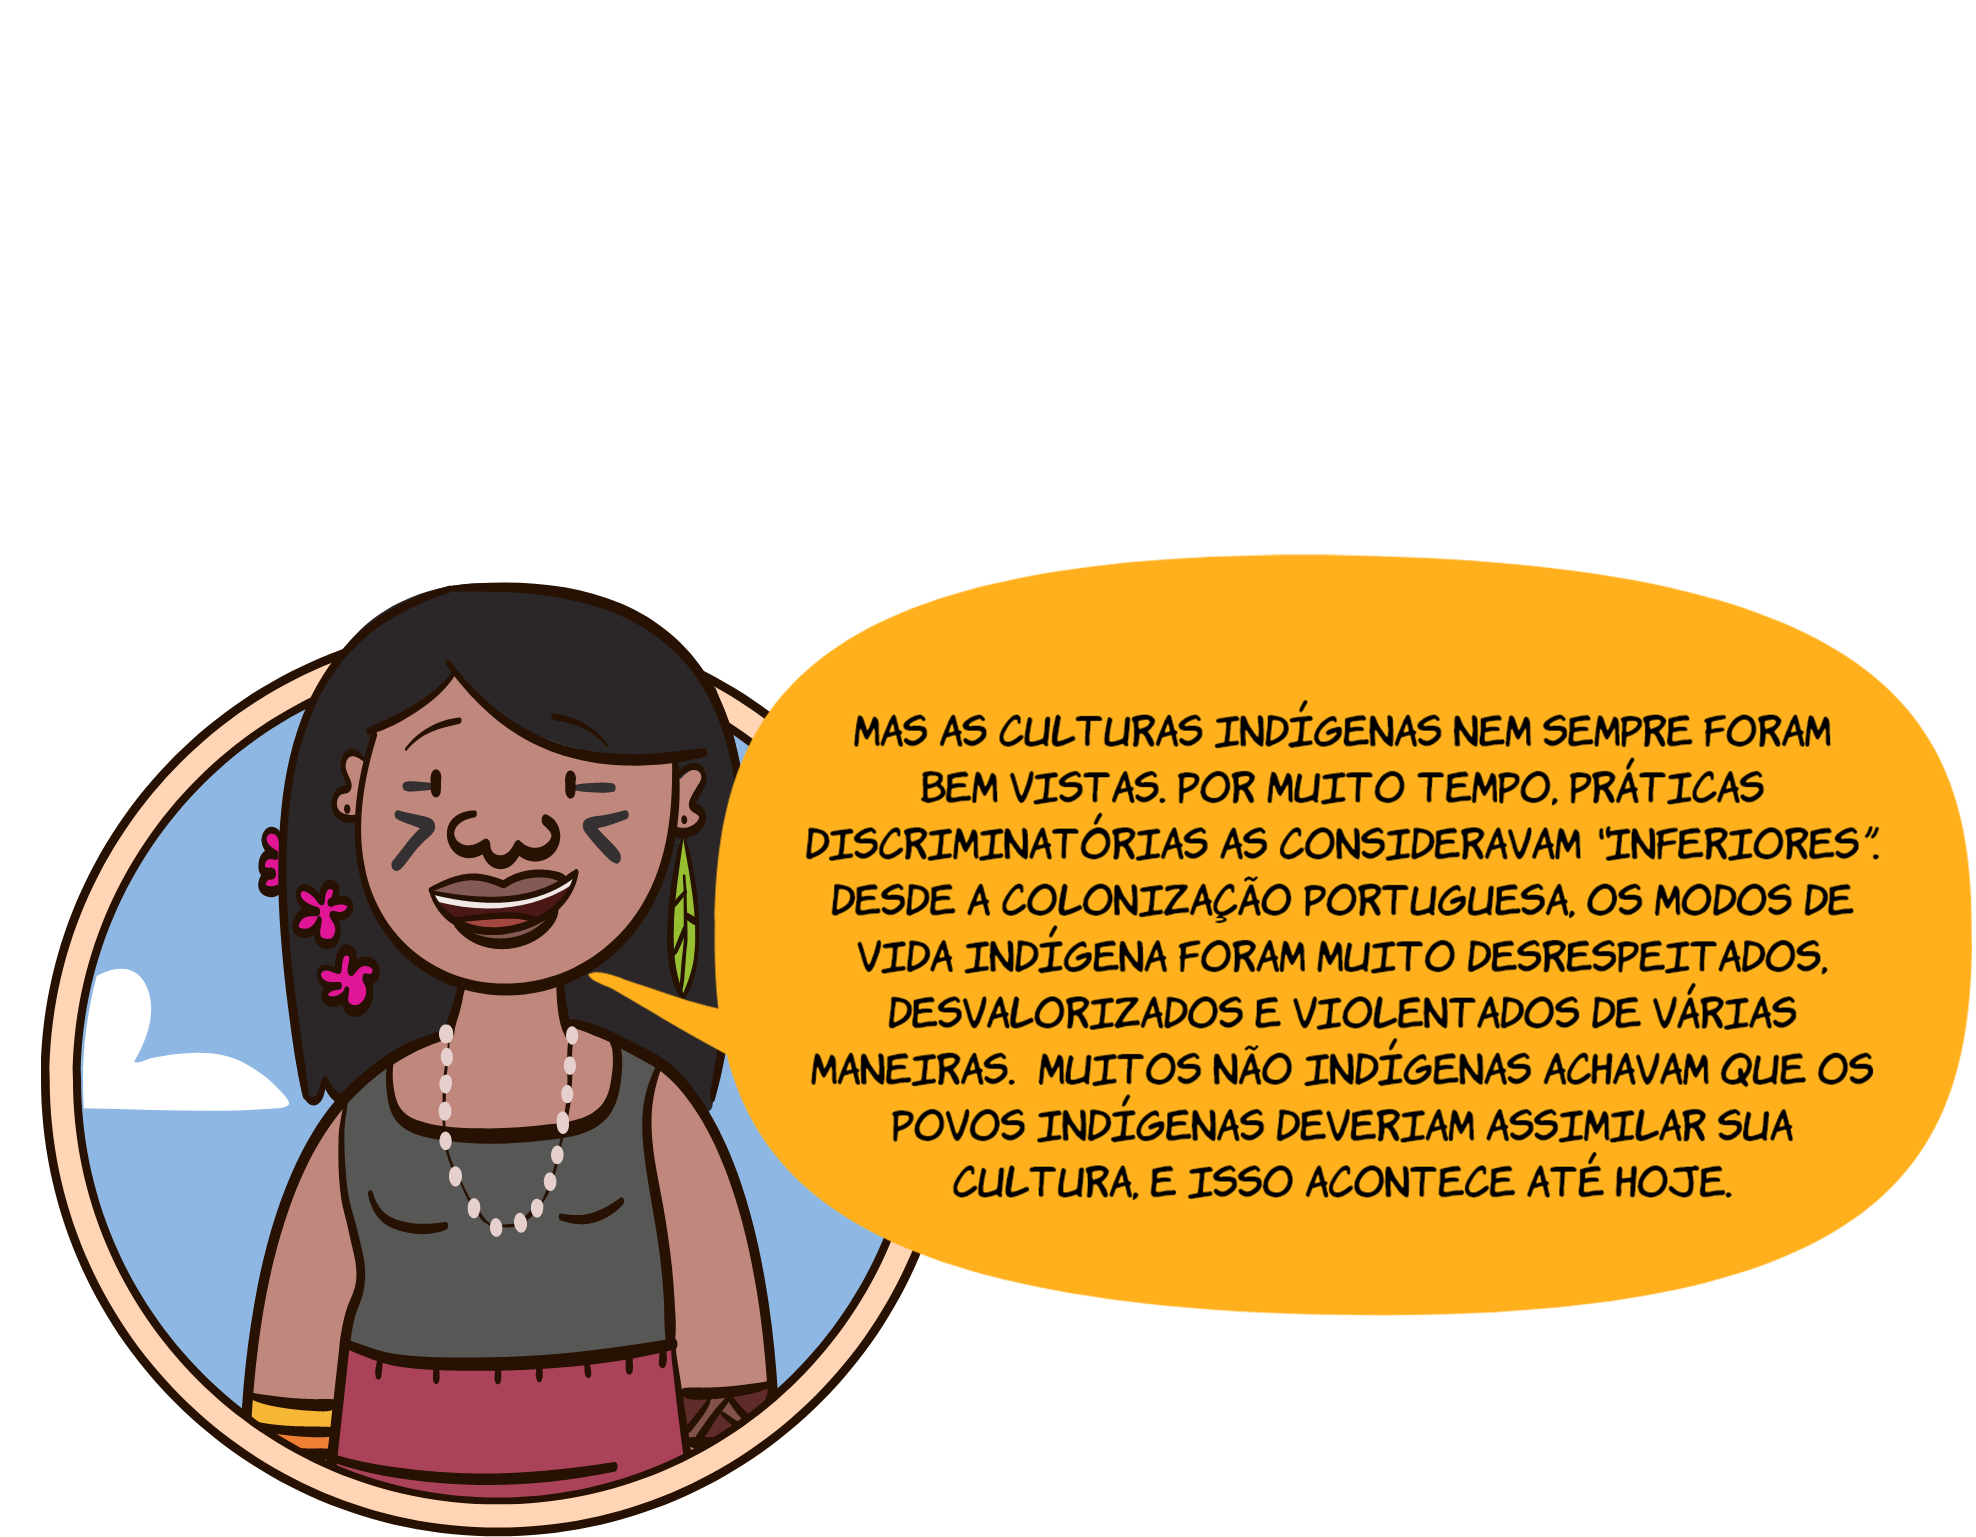 MAS AS CULTURAS INDÍGENAS NEM SEMPRE FORAM
BEM VISTAS. POR MUITO TEMPO, PRÁTICAS
DISCRIMINATÓRIAS AS CONSIDERAVAM "INFERIORES".
DESDE A COLONIZAÇÃO PORTUGUESA, OS MODOS DE
VIDA INDÍGENA FORAM MUITO DESRESPEITADOS,
DESVALORIZADOS E VIOLENTADOS DE VÁRIAS
MANEIRAS.  MUITOS NÃO INDÍGENAS ACHAVAM QUE OS
POVOS INDÍGENAS DEVERIAM ASSIMILAR SUA
CULTURA, E ISSO ACONTECE ATÉ HOJE.